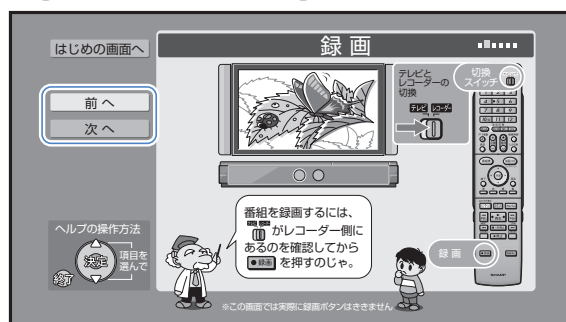 はじめの画面へ
録 画
前 へ
次 へ
テレビと
レコーダーの
切換
テレビ レコーダー
切換
スイッチ
番組を録画するには、
がレコーダー側に
あるのを確認してから
●録画 を押すのじゃ。
ヘルプの操作方法
決定
項目を
選んで
終了
録 画
※この画面では実際に録画ボタンはききません
SHARP